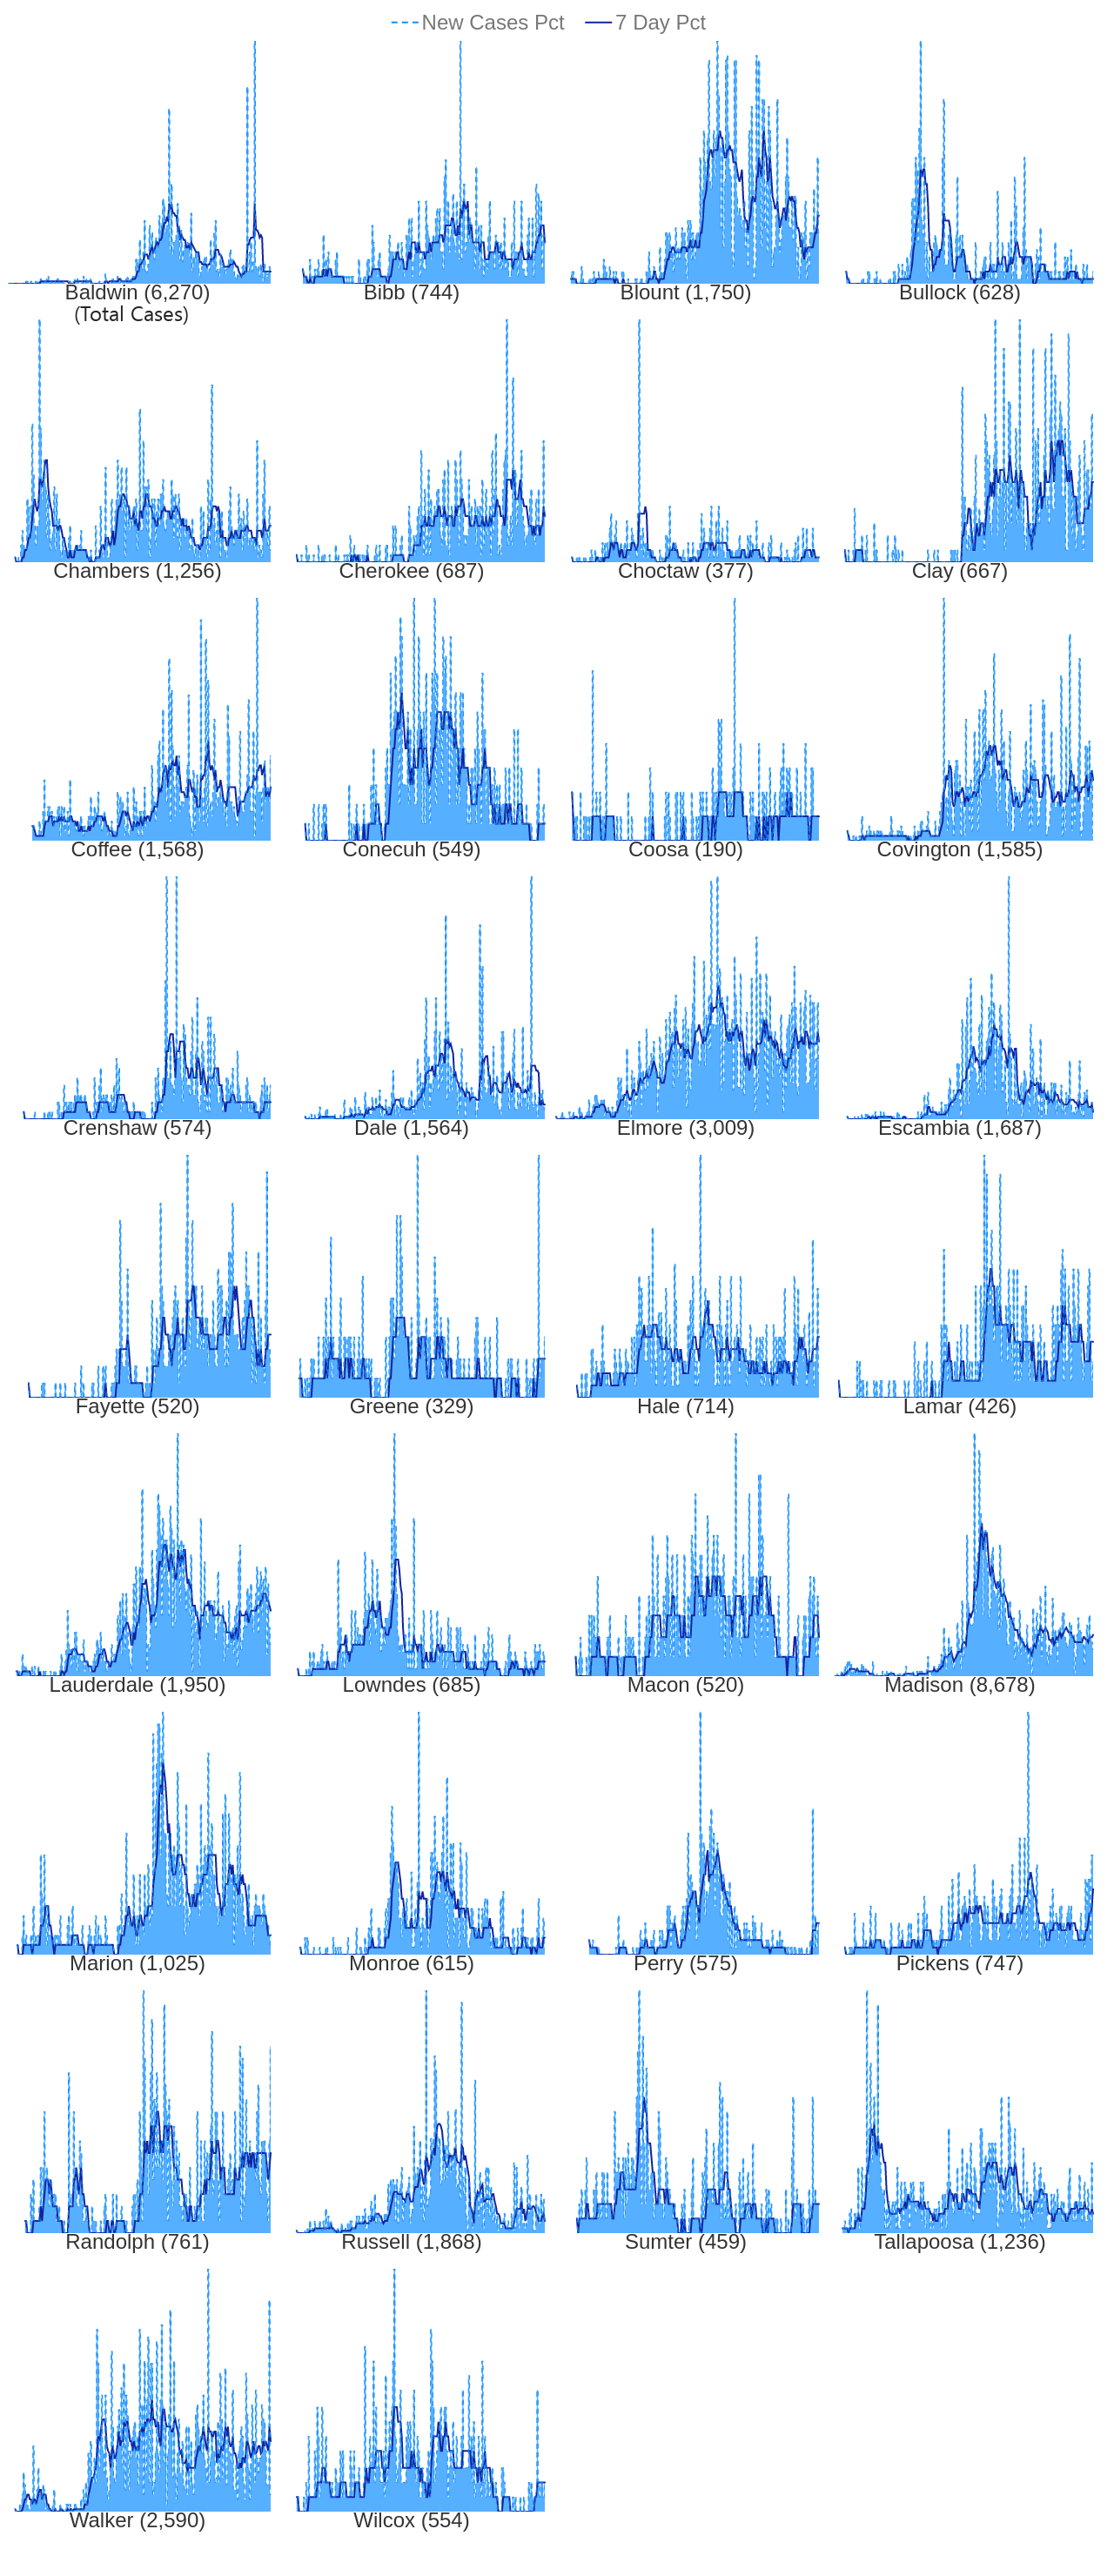 New Cases Pct 7 Day Pct
Baldwin (6,270) Bibb (744) Blount (1,750) Bullock (628)
(Total Cases)
Chambers (1,256) Cherokee (687) Choctaw (377) Clay (667)
Coffee (1,568) Conecuh (549) Coosa (190) Covington (1,585)
Crenshaw (574) Dale (1,564) Elmore (3,009) Escambia (1,687)
Fayette (520) Greene (329) Hale (714) Lamar (426)
Lauderdale (1,950) Lowndes (685) Macon (520) Madison (8,678)
Marion (1,025) Monroe (615) Perry (575) Pickens (747)
Randolph (761) Russell (1,868) Sumter (459) Tallapoosa (1,236)
Walker (2,590) Wilcox (554)